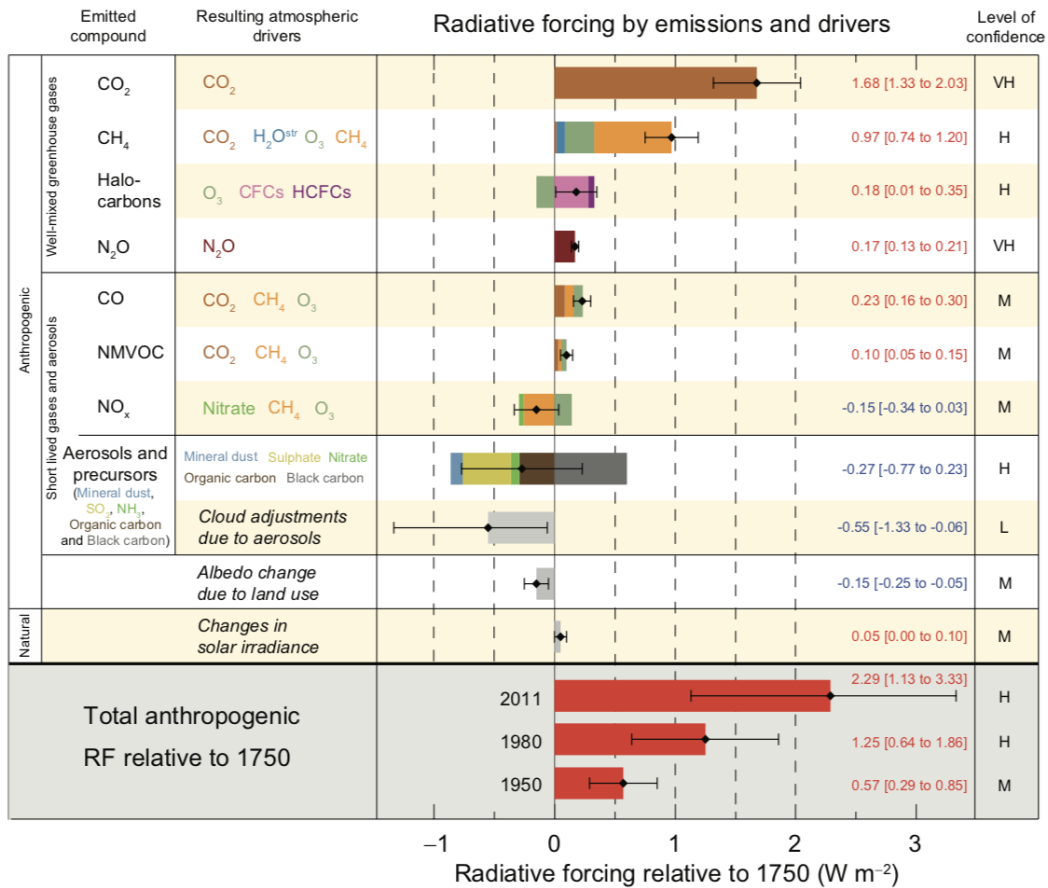 Emitted
compound
Resulting atmospheric
drivers
Radiative forcing by emissions and drivers
Level of
confidence
Anthropogenic
Well-mixed greenhouse gases
CO₂
CO₂
1.68 [1.33 to 2.03]
VH
CH₄
CO₂ H₂Oˢᵗʳ O₃ CH₄
0.97 [0.74 to 1.20]
H
Halo-
carbons
O₃ CFCs HCFCs
0.18 [0.01 to 0.35]
H
N₂O
N₂O
0.17 [0.13 to 0.21]
VH
Short lived gases and aerosols
CO
CO₂ CH₄ O₃
0.23 [0.16 to 0.30]
M
NMVOC
CO₂ CH₄ O₃
0.10 [0.05 to 0.15]
M
NOₓ
Nitrate CH₄ O₃
-0.15 [-0.34 to 0.03]
M
Aerosols and
precursors
(Mineral dust,
SO₂, NH₃,
Organic carbon
and Black carbon)
Mineral dust Sulphate Nitrate
Organic carbon Black carbon
-0.27 [-0.77 to 0.23]
H
Cloud adjustments
due to aerosols
-0.55 [-1.33 to -0.06]
L
Albedo change
due to land use
-0.15 [-0.25 to -0.05]
M
Natural
Changes in
solar irradiance
0.05 [0.00 to 0.10]
M
Total anthropogenic
RF relative to 1750
2011
2.29 [1.13 to 3.33]
H
1980
1.25 [0.64 to 1.86]
H
1950
0.57 [0.29 to 0.85]
M
−1 0 1 2 3
Radiative forcing relative to 1750 (W m⁻²)